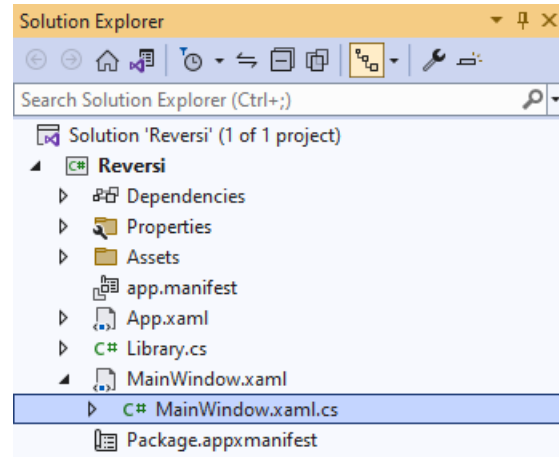 Solution Explorer
Search Solution Explorer (Ctrl+;)
Solution 'Reversi' (1 of 1 project)
C# Reversi
Dependencies
Properties
Assets
app.manifest
App.xaml
C# Library.cs
MainWindow.xaml
C# MainWindow.xaml.cs
Package.appxmanifest